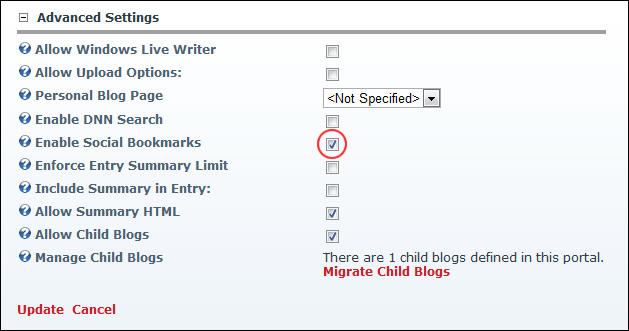 Advanced Settings
Allow Windows Live Writer
Allow Upload Options:
Personal Blog Page <Not Specified>
Enable DNN Search
Enable Social Bookmarks
Enforce Entry Summary Limit
Include Summary in Entry:
Allow Summary HTML
Allow Child Blogs
Manage Child Blogs There are 1 child blogs defined in this portal.
Migrate Child Blogs
Update Cancel